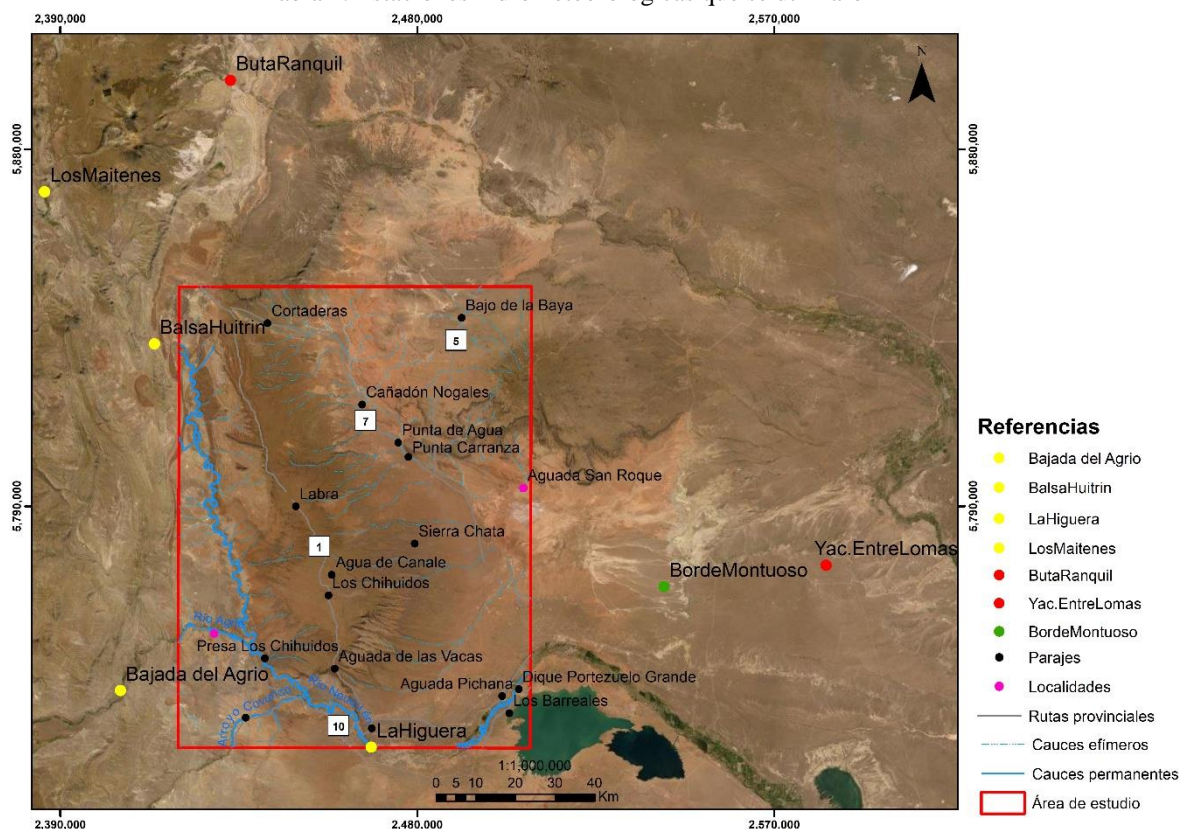 2,390,000
2,480,000
2,570,000
ButaRanquil
N
5,880,000
5,880,000
LosMaitenes
Cortaderas
Bajo de la Baya
BalsaHuitrin
5
Cañadón Nogales
7
Punta de Agua
Punta Carranza
Aguada San Roque
Labra
5,790,000
5,790,000
Sierra Chata
1
Agua de Canale
Los Chihuidos
Yac.EntreLomas
BordeMontuoso
Río Agrio
Presa Los Chihuidos
Aguada de las Vacas
Bajada del Agrio
Aguada Pichana
Dique Portezuelo Grande
Los Barreales
Arroyo Covunco
10
LaHiguera
1:1,000,000
0 5 10 20 30 40
Km
2,390,000
2,480,000
2,570,000
Referencias
Bajada del Agrio
BalsaHuitrin
LaHiguera
LosMaitenes
ButaRanquil
Yac.EntreLomas
BordeMontuoso
Parajes
Localidades
Rutas provinciales
Cauces efímeros
Cauces permanentes
Área de estudio